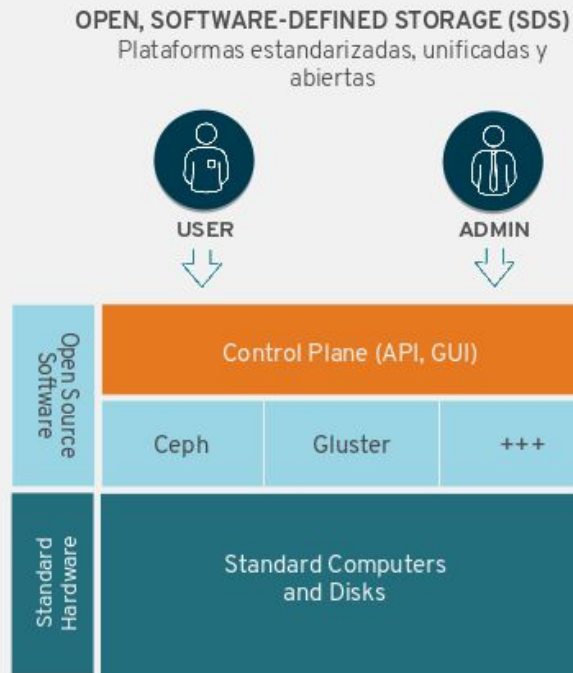 OPEN, SOFTWARE-DEFINED STORAGE (SDS)
Plataformas estandarizadas, unificadas y
abiertas
USER
ADMIN
Open Source
Software
Control Plane (API, GUI)
Ceph
Gluster
+++
Standard
Hardware
Standard Computers
and Disks